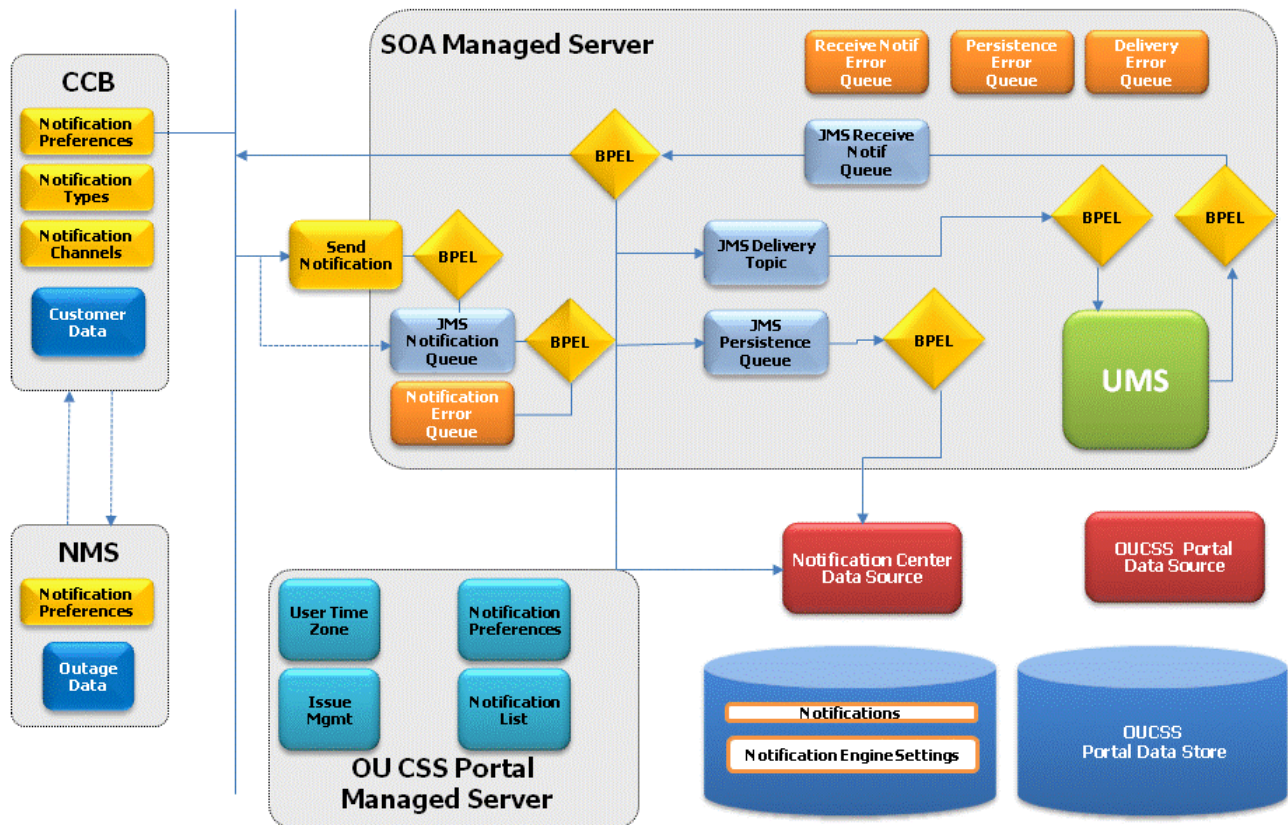 CCB
Notification
Preferences
Notification
Types
Notification
Channels
Customer
Data
NMS
Notification
Preferences
Outage
Data
SOA Managed Server
Receive Notif
Error
Queue
Persistence
Error
Queue
Delivery
Error
Queue
BPEL
JMS Receive
Notif
Queue
BPEL
BPEL
Send
Notification
BPEL
JMS Delivery
Topic
JMS
Notification
Queue
BPEL
JMS
Persistence
Queue
BPEL
UMS
Notification
Error
Queue
Notification Center
Data Source
OUCSS Portal
Data Source
User Time
Zone
Notification
Preferences
Issue
Mgmt
Notification
List
OU CSS Portal
Managed Server
Notifications
Notification Engine Settings
OUCSS
Portal Data Store